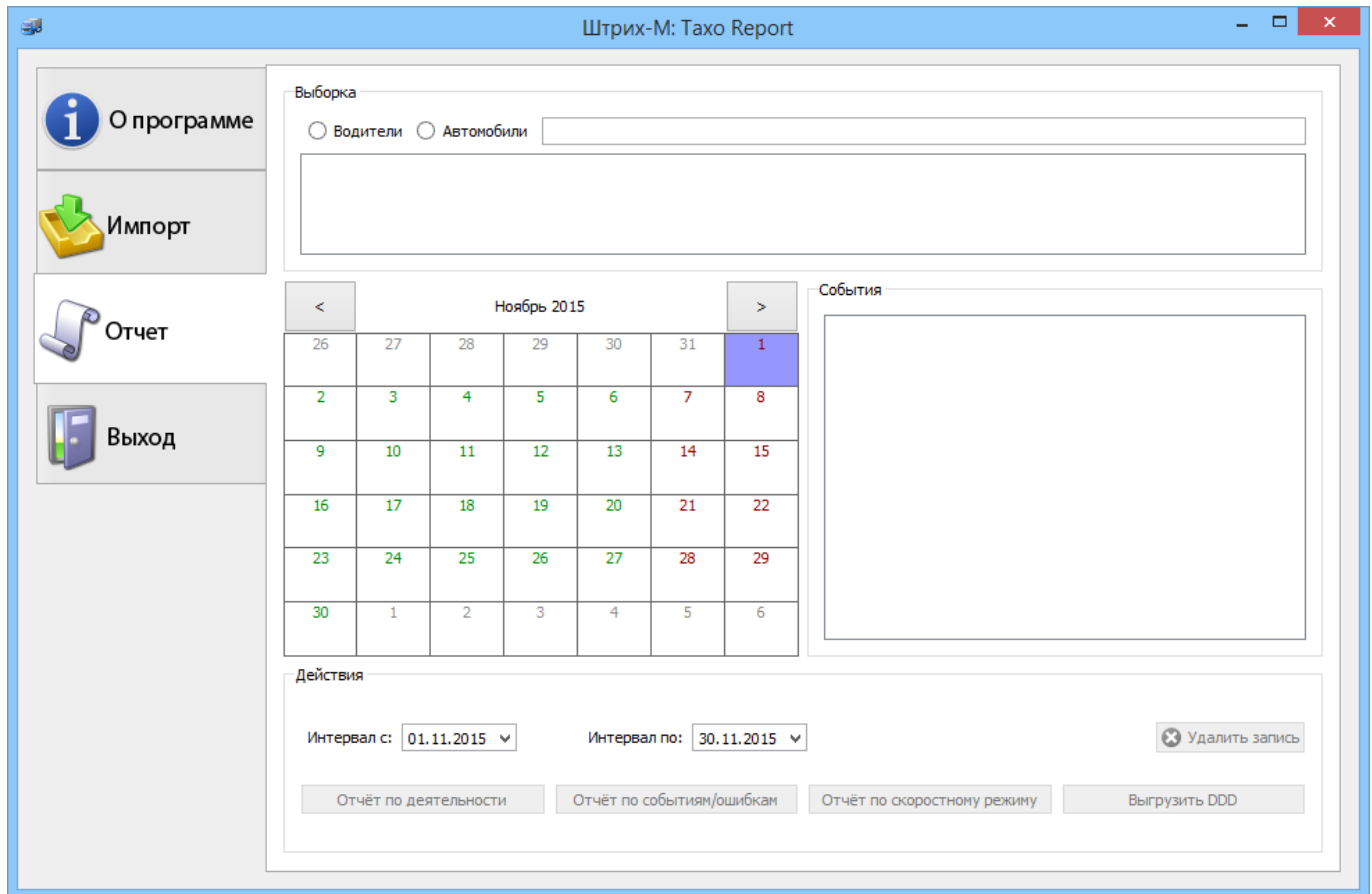 Штрих-М: Taxo Report
О программе
Импорт
Отчет
Выход
Выборка
Водители Автомобили
< Ноябрь 2015 >
26 27 28 29 30 31 1
2 3 4 5 6 7 8
9 10 11 12 13 14 15
16 17 18 19 20 21 22
23 24 25 26 27 28 29
30 1 2 3 4 5 6
События
Действия
Интервал с: 01.11.2015 Интервал по: 30.11.2015 Удалить запись
Отчёт по деятельности Отчёт по событиям/ошибкам Отчёт по скоростному режиму Выгрузить DDD